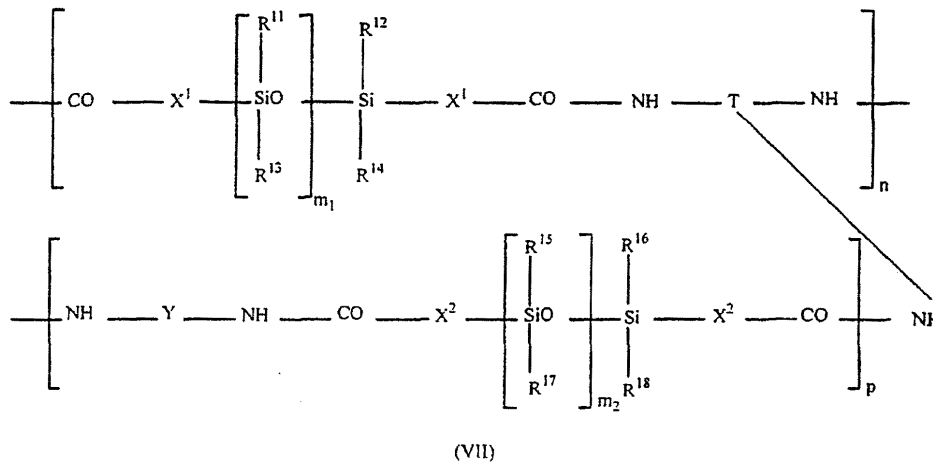 R¹¹ R¹²
CO X¹ SiO Si X¹ CO NH T NH
R¹³ R¹⁴
m₁ n
R¹⁵ R¹⁶
NH Y NH CO X² SiO Si X² CO NH
R¹⁷ R¹⁸
m₂ p
(VII)